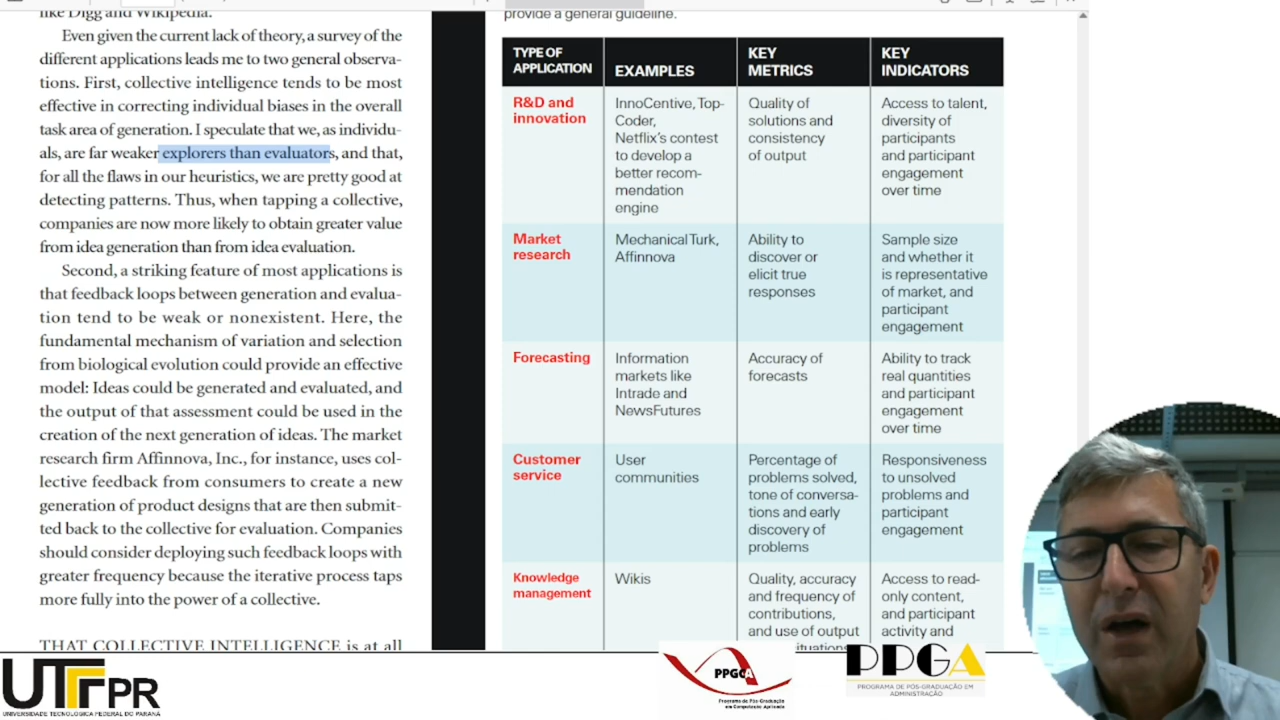 like Digg and Wikipedia.
Even given the current lack of theory, a survey of the
different applications leads me to two general observa-
tions. First, collective intelligence tends to be most
effective in correcting individual biases in the overall
task area of generation. I speculate that we, as individu-
als, are far weaker explorers than evaluators, and that,
for all the flaws in our heuristics, we are pretty good at
detecting patterns. Thus, when tapping a collective,
companies are now more likely to obtain greater value
from idea generation than from idea evaluation.
Second, a striking feature of most applications is
that feedback loops between generation and evalua-
tion tend to be weak or nonexistent. Here, the
fundamental mechanism of variation and selection
from biological evolution could provide an effective
model: Ideas could be generated and evaluated, and
the output of that assessment could be used in the
creation of the next generation of ideas. The market
research firm Affinnova, Inc., for instance, uses col-
lective feedback from consumers to create a new
generation of product designs that are then submit-
ted back to the collective for evaluation. Companies
should consider deploying such feedback loops with
greater frequency because the iterative process taps
more fully into the power of a collective.
THAT COLLECTIVE INTELLIGENCE is at all
provide a general guideline.
TYPE OF
APPLICATION
EXAMPLES
KEY
METRICS
KEY
INDICATORS
R&D and
innovation
InnoCentive, Top-
Coder,
Netflix's contest
to develop a
better recom-
mendation
engine
Quality of
solutions and
consistency
of output
Access to talent,
diversity of
participants
and participant
engagement
over time
Market
research
Mechanical Turk,
Affinnova
Ability to
discover or
elicit true
responses
Sample size
and whether it
is representative
of market, and
participant
engagement
Forecasting
Information
markets like
Intrade and
NewsFutures
Accuracy of
forecasts
Ability to track
real quantities
and participant
engagement
over time
Customer
service
User
communities
Percentage of
problems solved,
tone of conversa-
tions and early
discovery of
problems
Responsiveness
to unsolved
problems and
participant
engagement
Knowledge
management
Wikis
Quality, accuracy
and frequency of
contributions,
and use of output
Access to read-
only content,
and participant
activity and
UTFPR
UNIVERSIDADE TECNOLÓGICA FEDERAL DO PARANÁ
PPGCA
Programa de Pós-Graduação
em Computação Aplicada
PPGA
PROGRAMA DE PÓS-GRADUAÇÃO EM
ADMINISTRAÇÃO